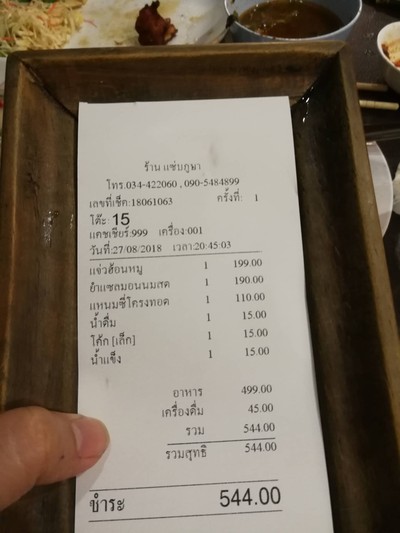 ร้าน แซ่บภูษา
โทร.034-422060 , 090-5484899
เลขที่เช็ค:18061063 ครั้งที่: 1
โต๊ะ: 15
แคชเชียร์:999 เครื่อง:001
วันที่:27/08/2018 เวลา:20:45:03
แจ่วฮ้อนหมู 1 199.00
ยำแซลมอนนมสด 1 190.00
แหนมซี่โครงทอด 1 110.00
น้ำดื่ม 1 15.00
โค้ก [เล็ก] 1 15.00
น้ำแข็ง 1 15.00
อาหาร 499.00
เครื่องดื่ม 45.00
รวม 544.00
รวมสุทธิ 544.00
ชำระ 544.00